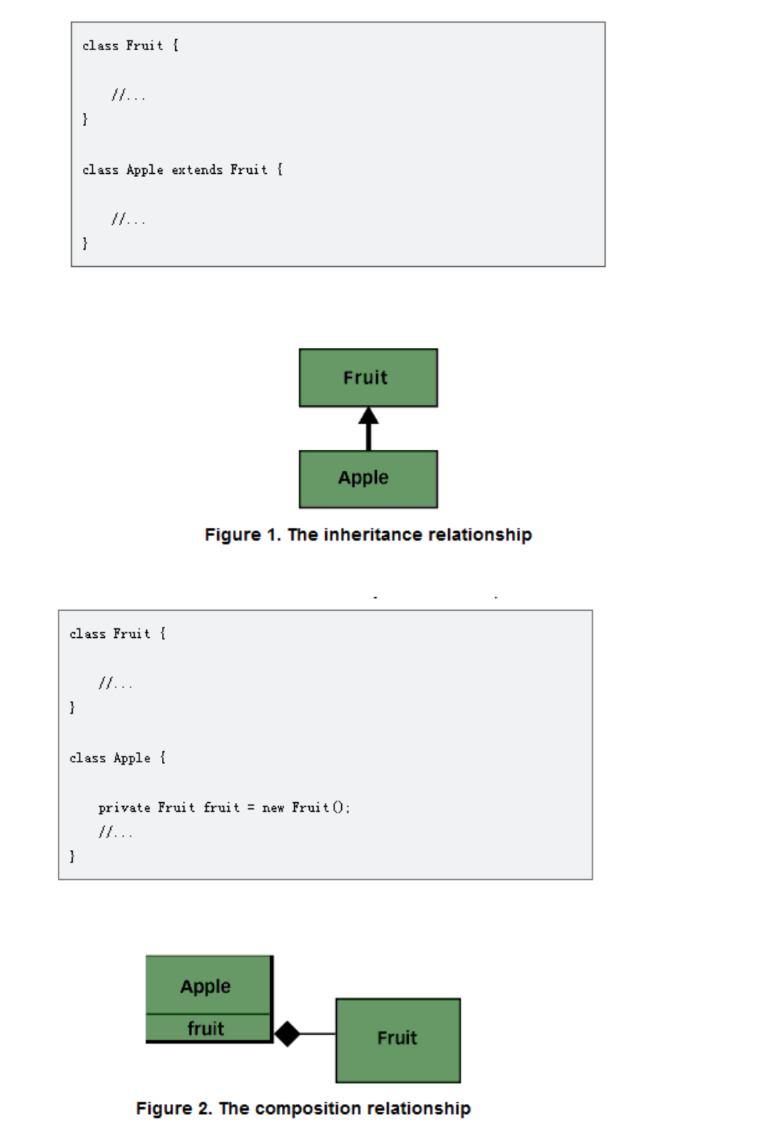 class Fruit {
//...
}
class Apple extends Fruit {
//...
}
Fruit
Apple
Figure 1. The inheritance relationship
class Fruit {
//...
}
class Apple {
private Fruit fruit = new Fruit();
//...
}
Apple
fruit
Fruit
Figure 2. The composition relationship